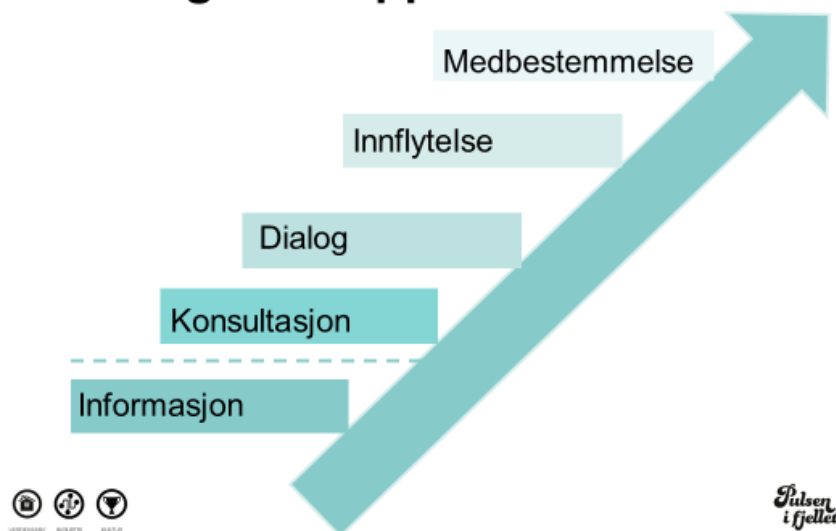 Medbestemmelse
Innflytelse
Dialog
Konsultasjon
Informasjon
Pulsen
i fjellet